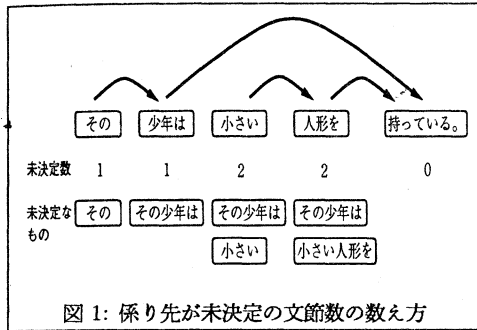 その 少年は 小さい 人形を 持っている。
未決定数 1 1 2 2 0
未決定な その その少年は その少年は その少年は
もの 小さい 小さい人形を
図 1: 係り先が未決定の文節数の数え方